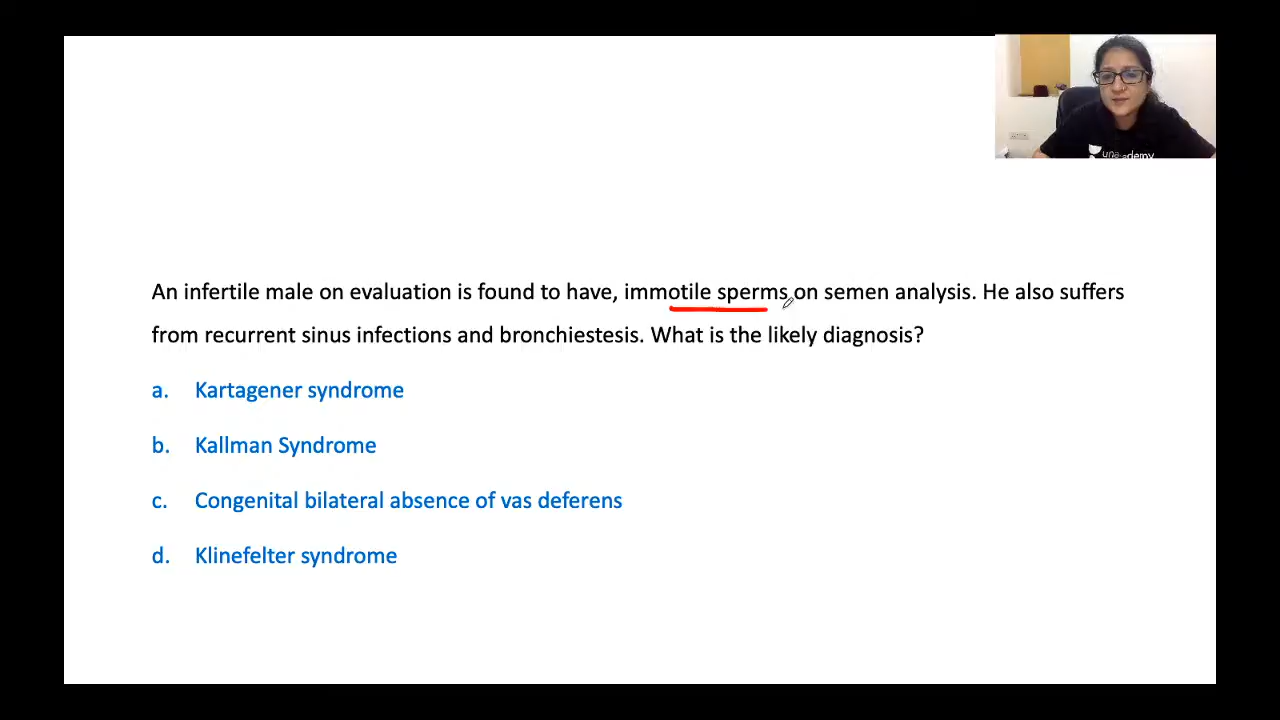 una
ademy
An infertile male on evaluation is found to have, immotile sperms on semen analysis. He also suffers
from recurrent sinus infections and bronchiestesis. What is the likely diagnosis?
a. Kartagener syndrome
b. Kallman Syndrome
c. Congenital bilateral absence of vas deferens
d. Klinefelter syndrome